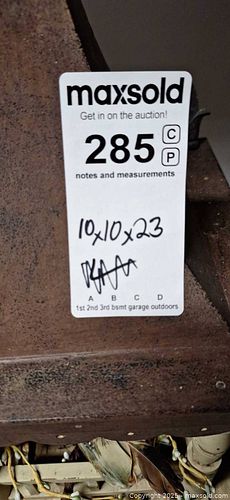 maxsold
Get in on the auction!
285 C
P
notes and measurements
10x10x23
A B C D
1st 2nd 3rd bsmt garage outdoors
Copyright 2025 - MaxSold